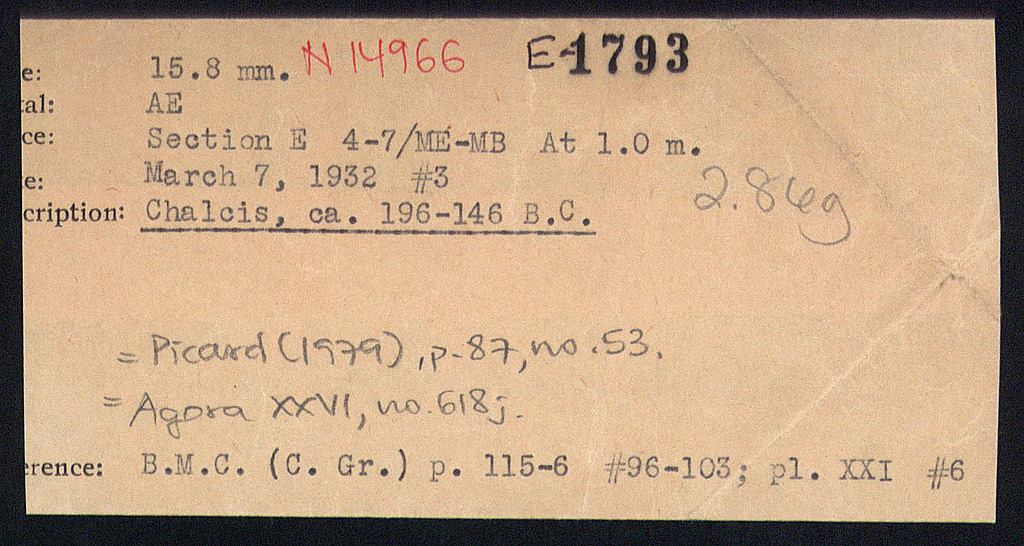 e: 15.8 mm. N 14966 E-1793
al: AE
ce: Section E 4-7/ME-MB At 1.0 m.
e: March 7, 1932 #3
2.86g
cription: Chalcis, ca. 196-146 B.C.
= Picard (1979), p. 87, no. 53.
= Agora XXVI, no. 618j.
erence: B.M.C. (C. Gr.) p. 115-6 #96-103; pl. XXI #6